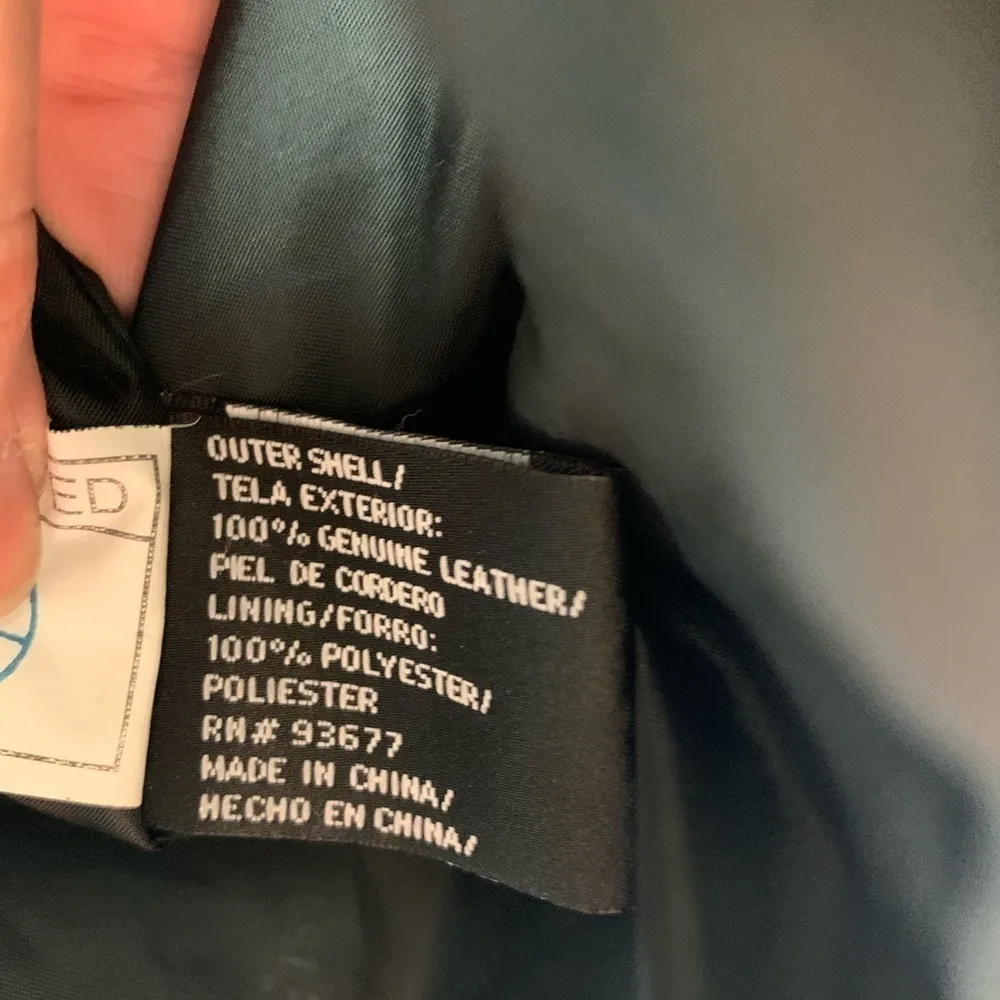 ED
OUTER SHELL/
TELA EXTERIOR:
100% GENUINE LEATHER/
PIEL DE CORDERO
LINING/FORRO:
100% POLYESTER/
POLIESTER
RN# 93677
MADE IN CHINA/
HECHO EN CHINA/